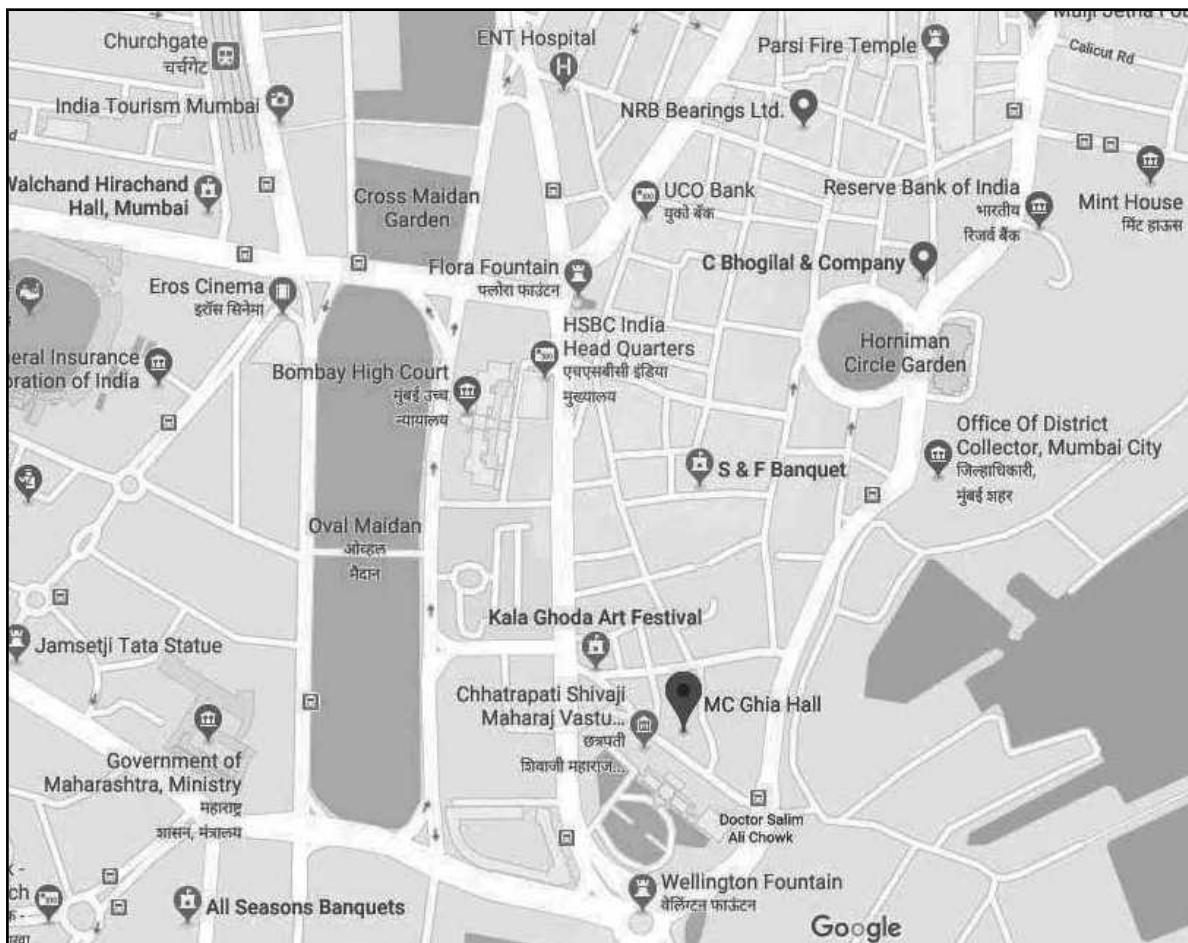 Mulji Jetha
Churchgate
चर्चगेट
ENT Hospital
Parsi Fire Temple
Calicut Rd
India Tourism Mumbai
NRB Bearings Ltd.
Walchand Hirachand
Hall, Mumbai
Cross Maidan
Garden
UCO Bank
युको बँक
Reserve Bank of India
भारतीय
रिजर्व बैंक
Mint House
मिंट हाऊस
Flora Fountain
फ्लोरा फाउंटन
C Bhogilal & Company
Eros Cinema
इरॉस सिनेमा
HSBC India
Head Quarters
एचएसबीसी इंडिया
मुख्यालय
Horniman
Circle Garden
neral Insurance
oration of India
Bombay High Court
मुंबई उच्च
न्यायालय
Office Of District
Collector, Mumbai City
जिल्हाधिकारी,
मुंबई शहर
S & F Banquet
Oval Maidan
ओव्हल
मैदान
Kala Ghoda Art Festival
Jamsetji Tata Statue
Chhatrapati Shivaji
Maharaj Vastu...
छत्रपती
शिवाजी महाराज...
MC Ghia Hall
Government of
Maharashtra, Ministry
महाराष्ट्र
शासन, मंत्रालय
Doctor Salim
Ali Chowk
Wellington Fountain
वेलिंग्टन फाऊंटन
All Seasons Banquets
Google